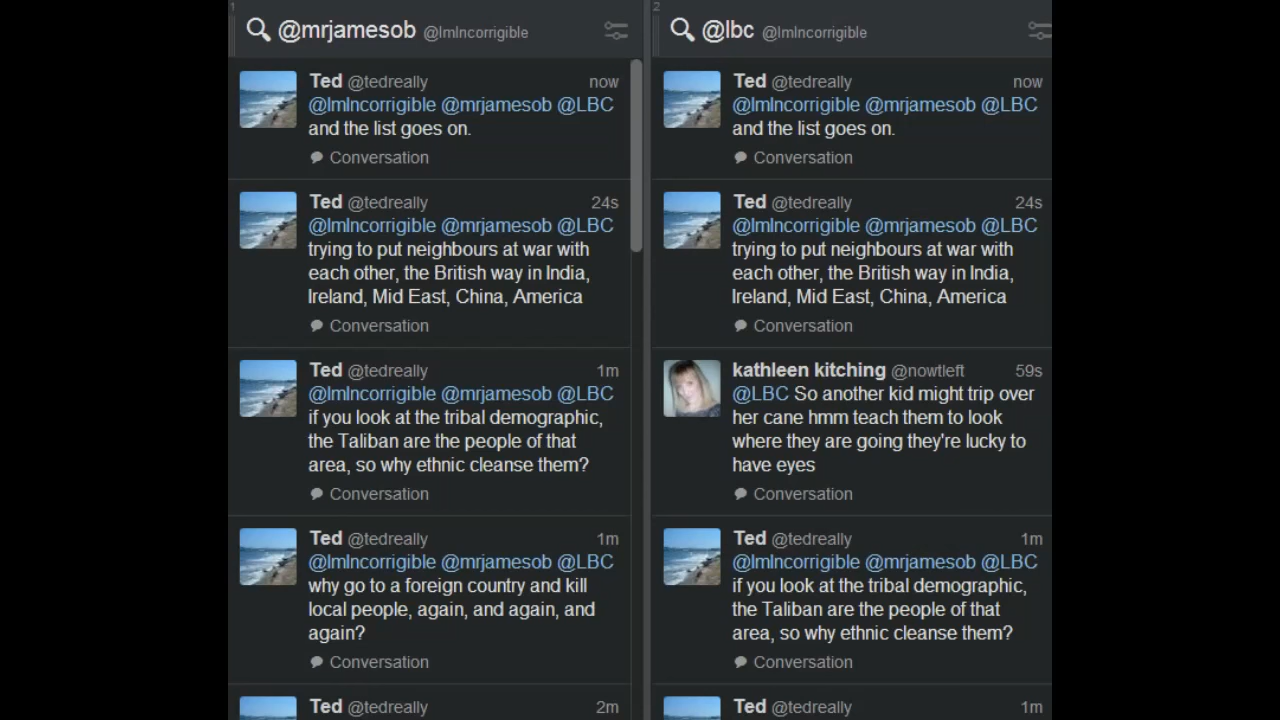 1
@mrjamesob @ImIncorrigible
Ted @tedreally now
@ImIncorrigible @mrjamesob @LBC
and the list goes on.
Conversation
Ted @tedreally 24s
@ImIncorrigible @mrjamesob @LBC
trying to put neighbours at war with
each other, the British way in India,
Ireland, Mid East, China, America
Conversation
Ted @tedreally 1m
@ImIncorrigible @mrjamesob @LBC
if you look at the tribal demographic,
the Taliban are the people of that
area, so why ethnic cleanse them?
Conversation
Ted @tedreally 1m
@ImIncorrigible @mrjamesob @LBC
why go to a foreign country and kill
local people, again, and again, and
again?
Conversation
Ted @tedreally 2m
2
@lbc @ImIncorrigible
Ted @tedreally now
@ImIncorrigible @mrjamesob @LBC
and the list goes on.
Conversation
Ted @tedreally 24s
@ImIncorrigible @mrjamesob @LBC
trying to put neighbours at war with
each other, the British way in India,
Ireland, Mid East, China, America
Conversation
kathleen kitching @nowtleft 59s
@LBC So another kid might trip over
her cane hmm teach them to look
where they are going they're lucky to
have eyes
Conversation
Ted @tedreally 1m
@ImIncorrigible @mrjamesob @LBC
if you look at the tribal demographic,
the Taliban are the people of that
area, so why ethnic cleanse them?
Conversation
Ted @tedreally 1m